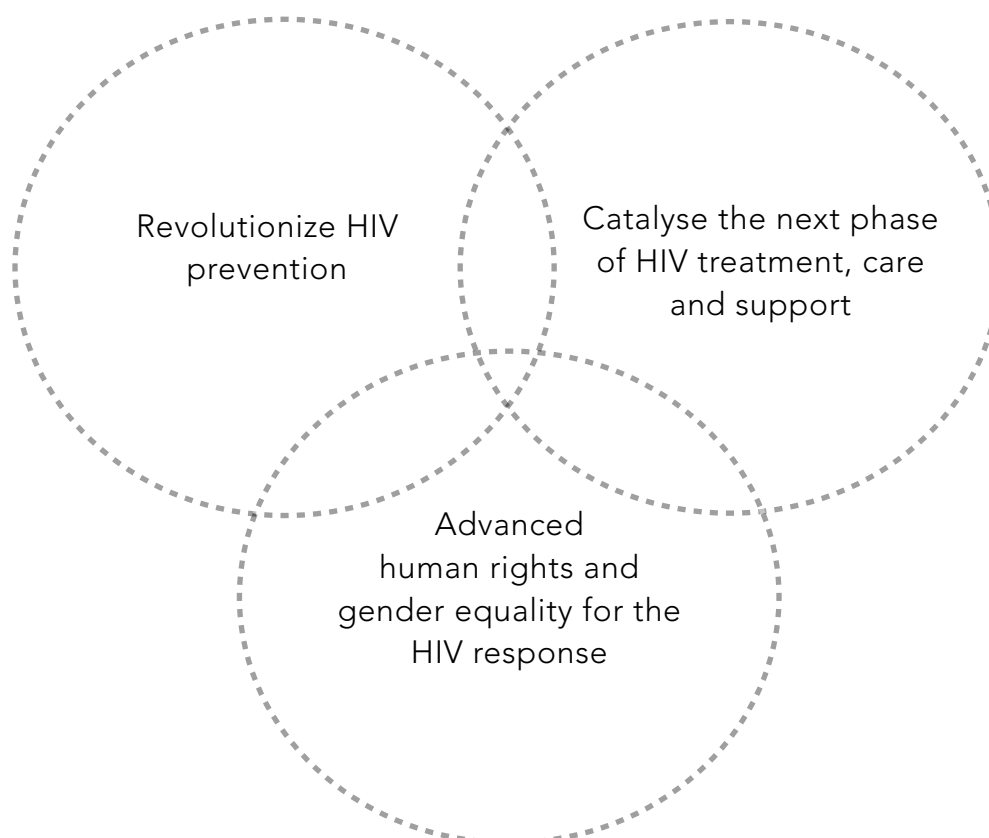 Revolutionize HIV
prevention
Catalyse the next phase
of HIV treatment, care
and support
Advanced
human rights and
gender equality for the
HIV response